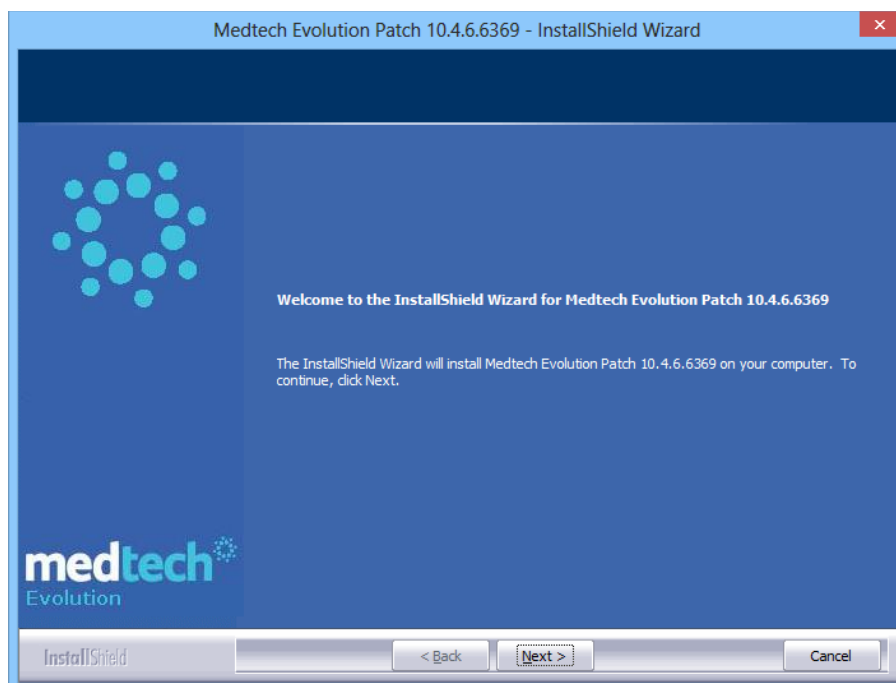 Medtech Evolution Patch 10.4.6.6369 - InstallShield Wizard
Welcome to the InstallShield Wizard for Medtech Evolution Patch 10.4.6.6369
The InstallShield Wizard will install Medtech Evolution Patch 10.4.6.6369 on your computer. To
continue, click Next.
medtech
Evolution
InstallShield
< Back
Next >
Cancel